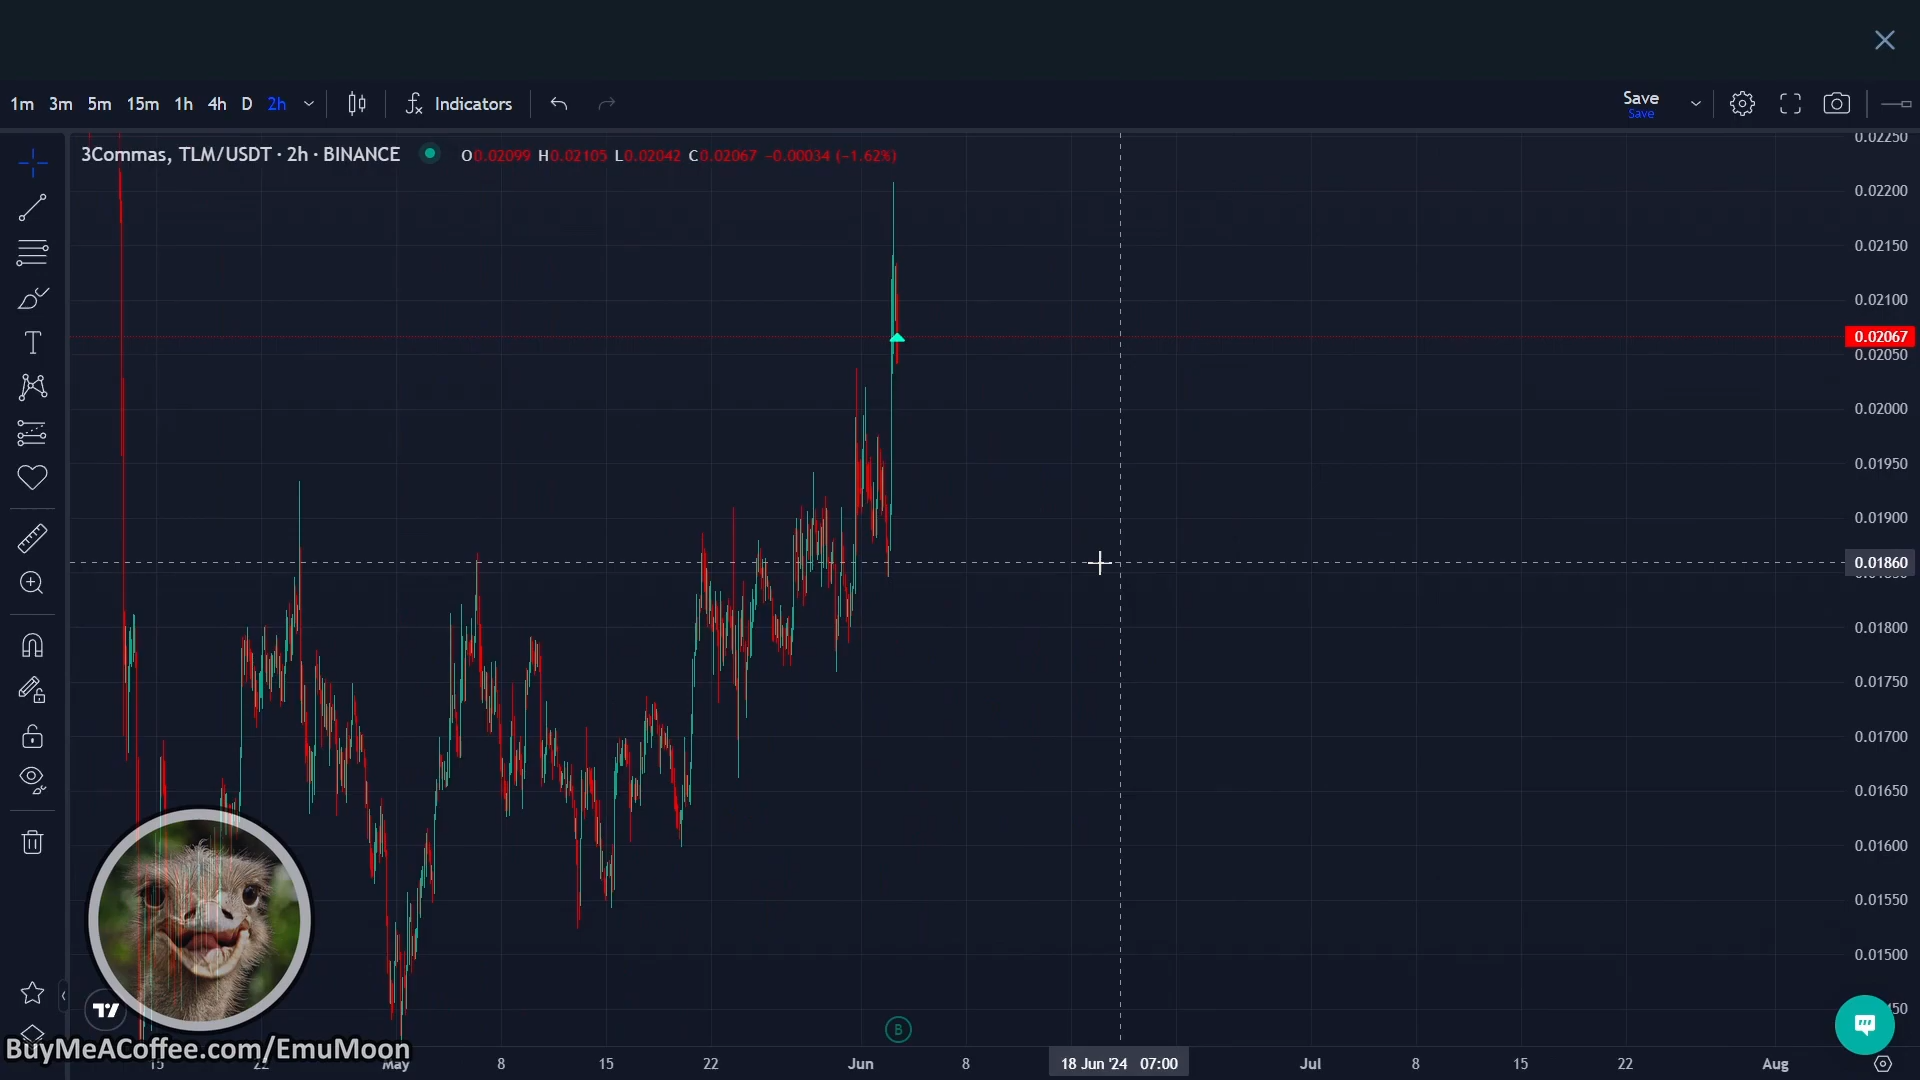 1m 3m 5m 15m 1h 4h D 2h Indicators Save
Save
3Commas, TLM/USDT · 2h · BINANCE O0.02099 H0.02105 L0.02042 C0.02067 −0.00034 (−1.62%)
0.02250
0.02200
0.02150
0.02100
0.02067
0.02050
0.02000
0.01950
0.01900
0.01860
0.01800
0.01750
0.01700
0.01650
0.01600
0.01550
0.01500
B
BuyMeACoffee.com/EmuMoon
15 22 May 8 15 22 Jun 8 18 Jun '24 07:00 Jul 8 15 22 Aug